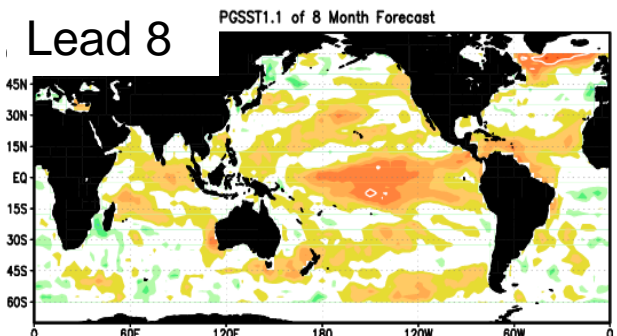 PGSST1.1 of 8 Month Forecast
Lead 8
45N
30N
15N
EQ
15S
30S
45S
60S
0 60E 120E 180 120W 60W 0